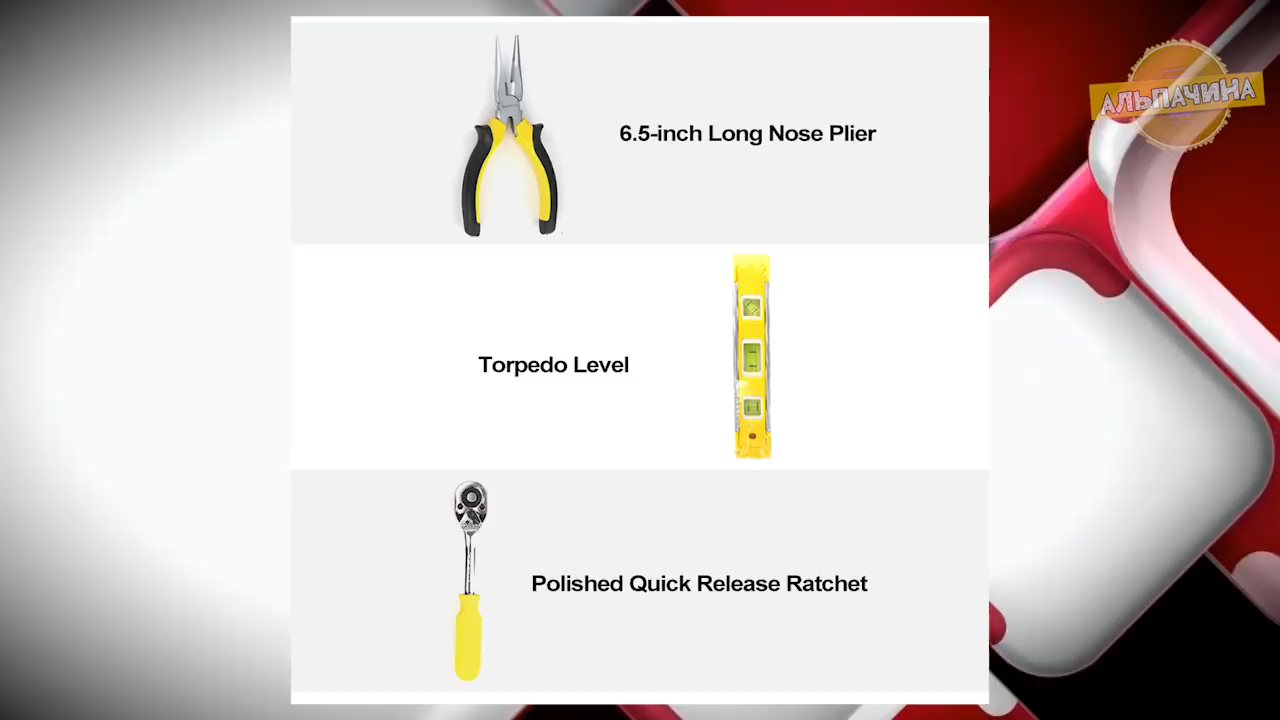 АЛЬПАЧИНА
6.5-inch Long Nose Plier
Torpedo Level
Polished Quick Release Ratchet